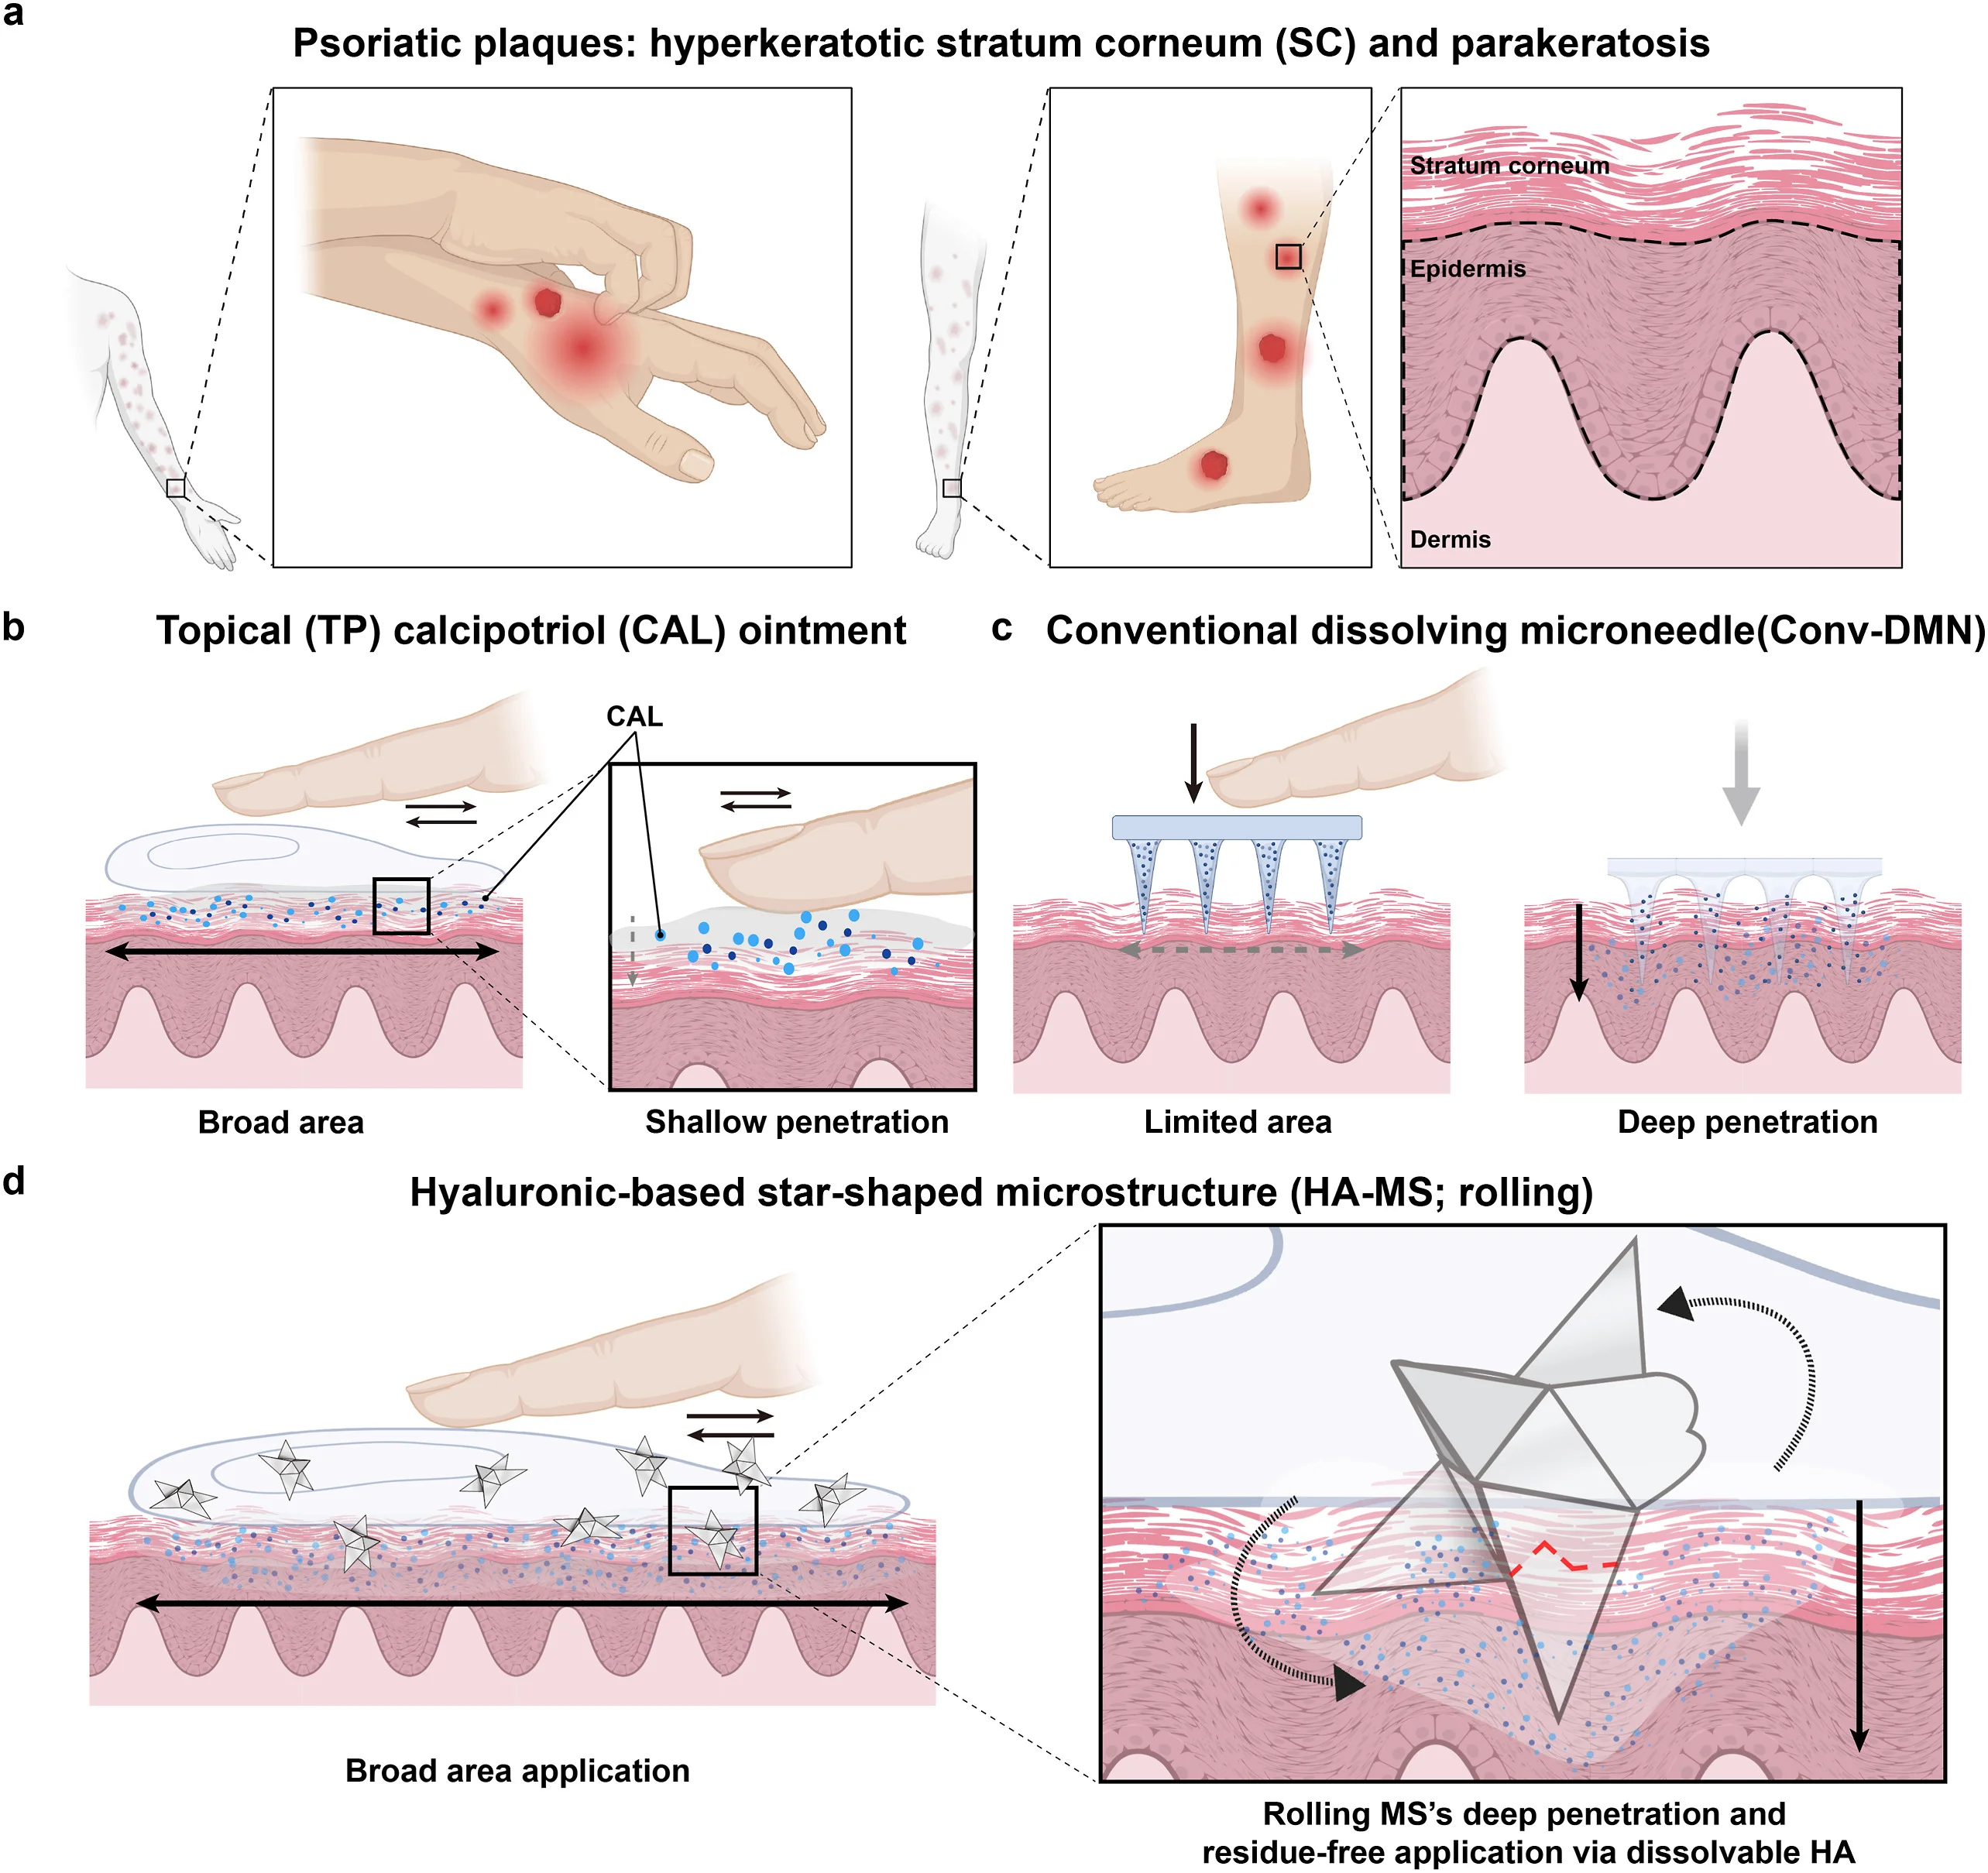 a
Psoriatic plaques: hyperkeratotic stratum corneum (SC) and parakeratosis
Stratum corneum
Epidermis
Dermis
b
Topical (TP) calcipotriol (CAL) ointment
CAL
Broad area
Shallow penetration
c
Conventional dissolving microneedle(Conv-DMN)
Limited area
Deep penetration
d
Hyaluronic-based star-shaped microstructure (HA-MS; rolling)
Broad area application
Rolling MS’s deep penetration and
residue-free application via dissolvable HA